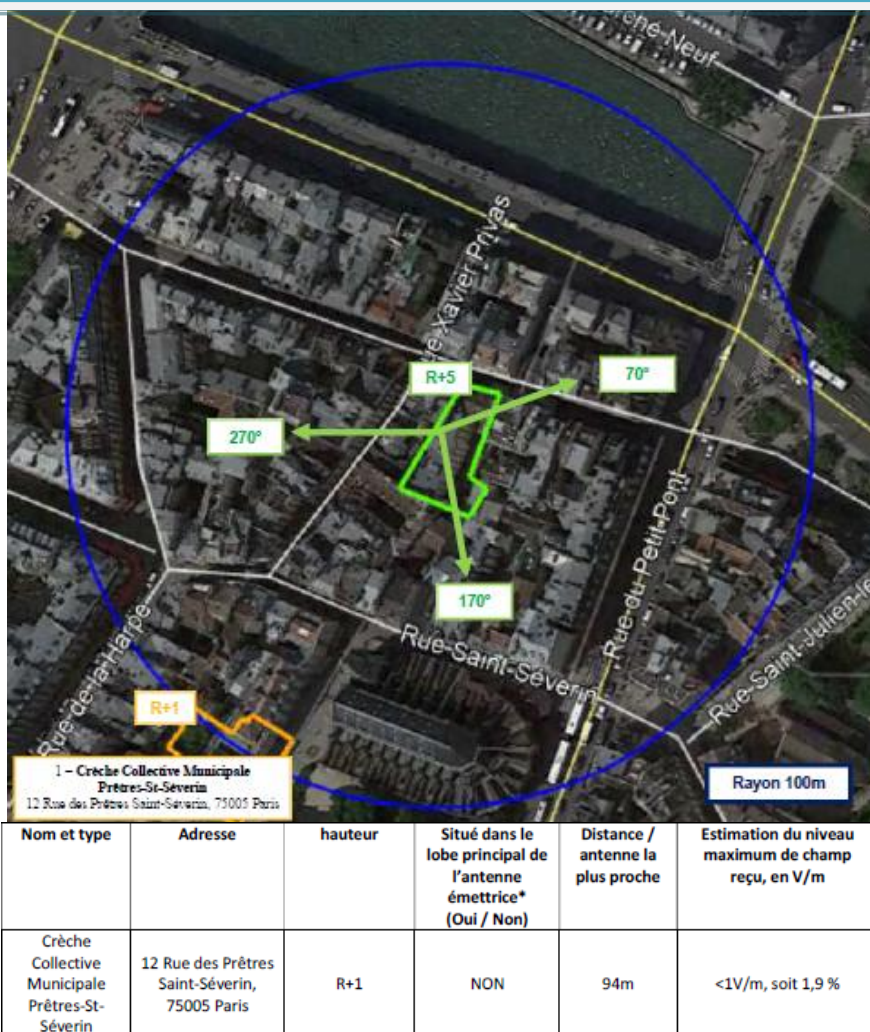 arché-Neuf
Rue-Xavier Privas
R+5
70°
270°
170°
Rue du Petit-Pont
Rue-Saint-Séverin
Rue-Saint-Julien-le
Rue-de-la-Harpe
R+1
1 – Crèche Collective Municipale
Prêtres-St-Séverin
12 Rue des Prêtres Saint-Séverin, 75005 Paris
Rayon 100m
Nom et type
Adresse
hauteur
Situé dans le
lobe principal de
l'antenne
émettrice*
(Oui / Non)
Distance /
antenne la
plus proche
Estimation du niveau
maximum de champ
reçu, en V/m
Crèche
Collective
Municipale
Prêtres-St-
Séverin
12 Rue des Prêtres
Saint-Séverin,
75005 Paris
R+1
NON
94m
<1V/m, soit 1,9 %